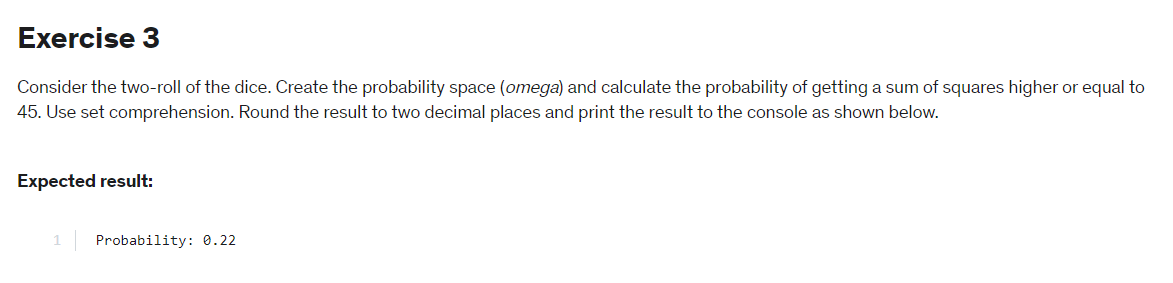 Exercise 3
Consider the two-roll of the dice. Create the probability space (omega) and calculate the probability of getting a sum of squares higher or equal to
45. Use set comprehension. Round the result to two decimal places and print the result to the console as shown below.
Expected result:
1 Probability: 0.22